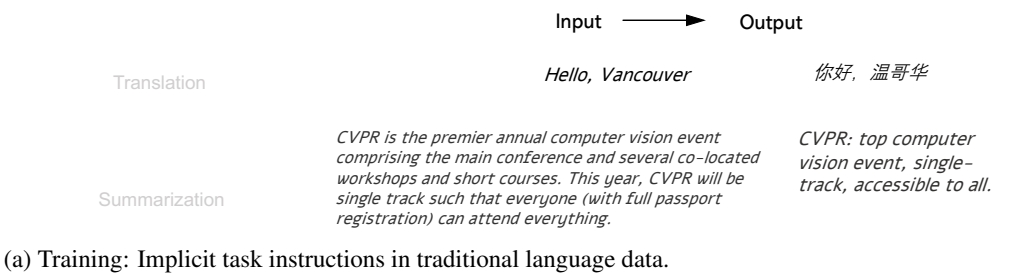 Input Output
Translation Hello, Vancouver 你好，温哥华
CVPR is the premier annual computer vision event
comprising the main conference and several co-located
workshops and short courses. This year, CVPR will be
single track such that everyone (with full passport
registration) can attend everything.
CVPR: top computer
vision event, single-
track, accessible to all.
Summarization
(a) Training: Implicit task instructions in traditional language data.